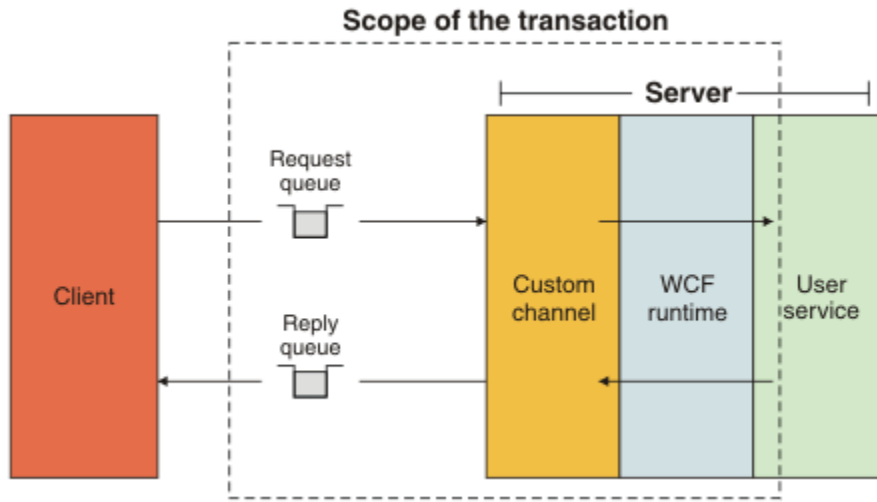 Scope of the transaction
Server
Request
queue
Client
Custom
channel
WCF
runtime
User
service
Reply
queue